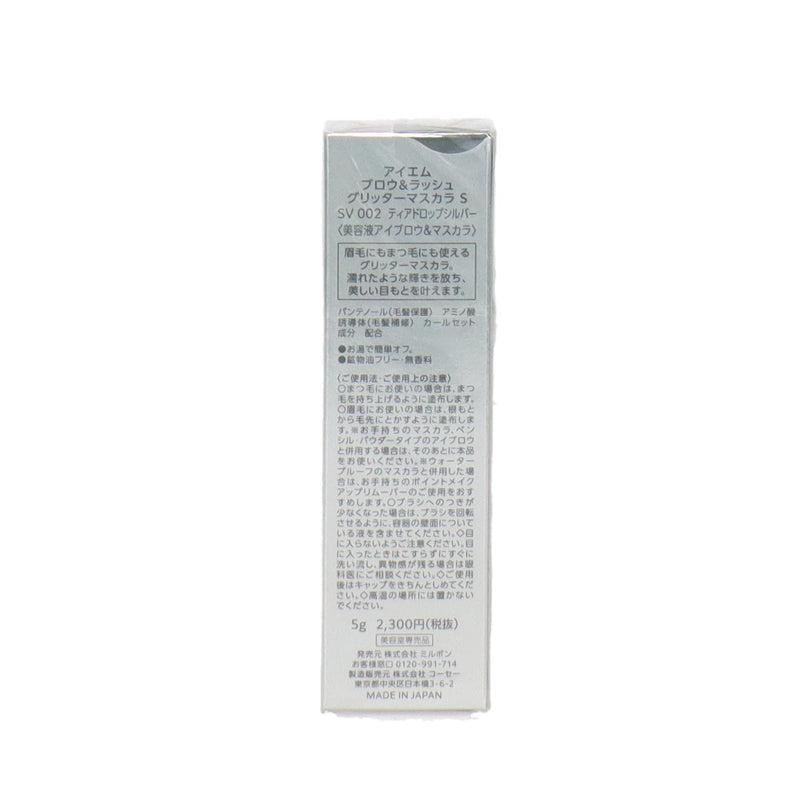 アイエム
ブロウ&ラッシュ
グリッターマスカラ S
SV 002 ティアドロップシルバー
〈美容液アイブロウ&マスカラ〉
眉毛にもまつ毛にも使える
グリッターマスカラ。
濡れたような輝きを放ち、
美しい目もとを叶えます。
パンテノール(毛髪保護) アミノ酸
誘導体(毛髪補修) カールセット
成分 配合
●お湯で簡単オフ。
●鉱物油フリー・無香料
〈ご使用法・ご使用上の注意〉
○まつ毛にお使いの場合は、まつ
毛を持ち上げるように塗布します。
○眉毛にお使いの場合は、根もと
から毛先にとかすように塗布しま
す。※お手持ちのマスカラ、ペン
シル・パウダータイプのアイブロウ
と併用する場合は、そのあとに本品
をお使いください。※ウォーター
プルーフのマスカラと併用した場
合は、お手持ちのポイントメイク
アップリムーバーのご使用をおす
すめします。○ブラシへのつきが
少なくなった場合は、ブラシを回転
させるように、容器の壁面について
いる液を含ませてください。◇目
に入らないようご注意ください。目
に入ったときはこすらずにすぐに
洗い流し、異物感が残る場合は眼
科医にご相談ください。◇ご使用
後はキャップをきちんとしめてくだ
さい。◇高温の場所には置かない
でください。
5g 2,300円(税抜)
美容室専売品
発売元 株式会社 ミルボン
お客様窓口 0120-991-714
製造販売元 株式会社 コーセー
東京都中央区日本橋3-6-2
MADE IN JAPAN